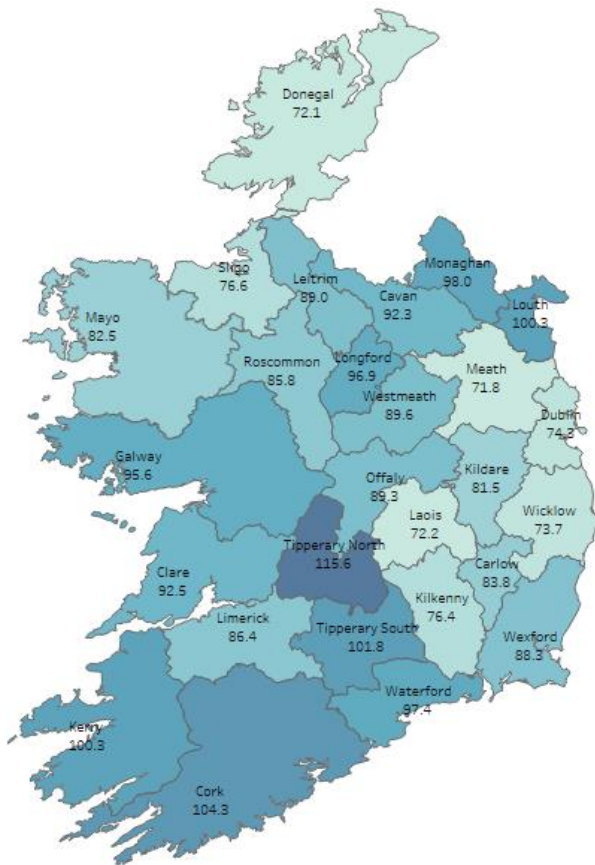 Donegal
72.1
Sligo
76.6
Leitrim
89.0
Monaghan
98.0
Cavan
92.3
Louth
100.3
Mayo
82.5
Roscommon
85.8
Longford
96.9
Meath
71.8
Westmeath
89.6
Dublin
74.3
Galway
95.6
Offaly
89.3
Kildare
81.5
Laois
72.2
Wicklow
73.7
Tipperary North
115.6
Clare
92.5
Carlow
83.8
Kilkenny
76.4
Limerick
86.4
Tipperary South
101.8
Wexford
88.3
Waterford
97.4
Kerry
100.3
Cork
104.3